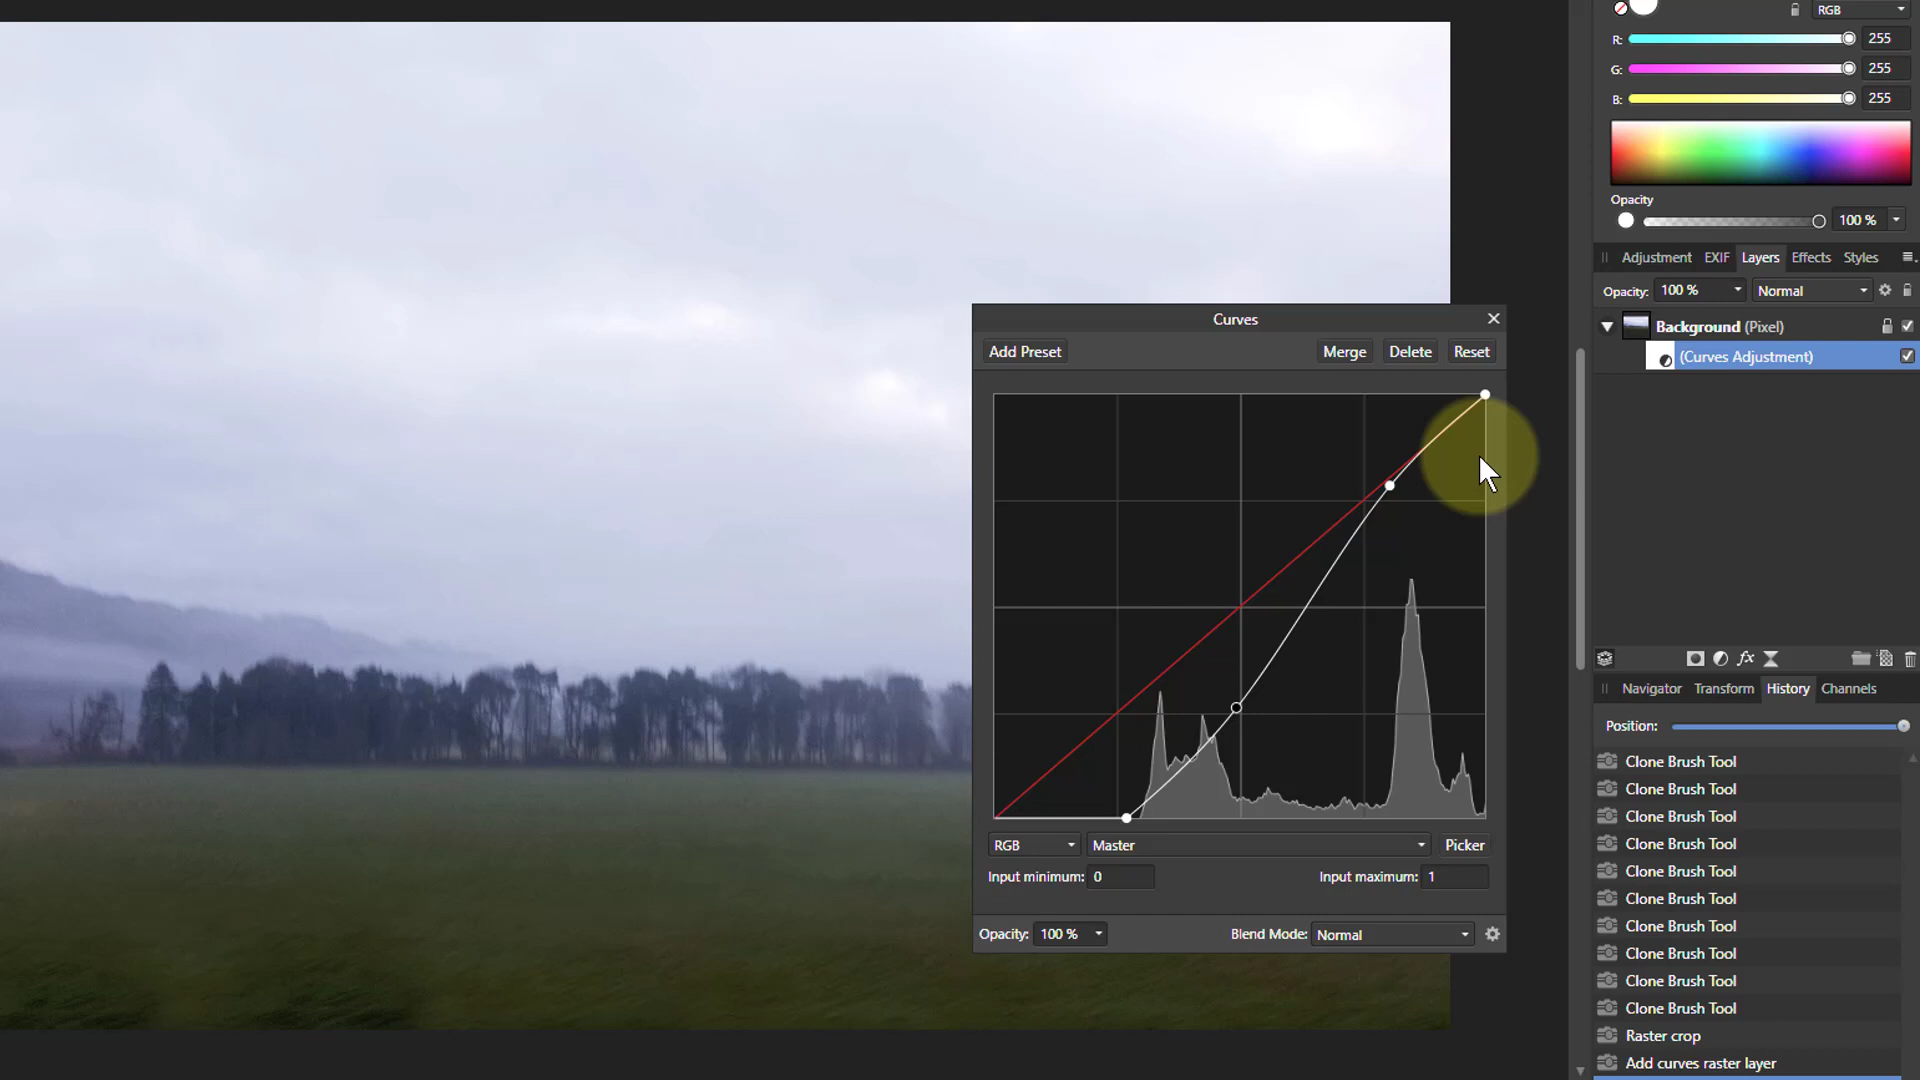 RGB
R: 255
G: 255
B: 255
Opacity
100 %
Adjustment EXIF Layers Effects Styles
Opacity: 100 % Normal
Background (Pixel)
(Curves Adjustment)
Curves
Add Preset Merge Delete Reset
RGB Master Picker
Input minimum: 0 Input maximum: 1
Opacity: 100 % Blend Mode: Normal
fx
Navigator Transform History Channels
Position:
Clone Brush Tool
Clone Brush Tool
Clone Brush Tool
Clone Brush Tool
Clone Brush Tool
Clone Brush Tool
Clone Brush Tool
Clone Brush Tool
Clone Brush Tool
Clone Brush Tool
Raster crop
Add curves raster layer